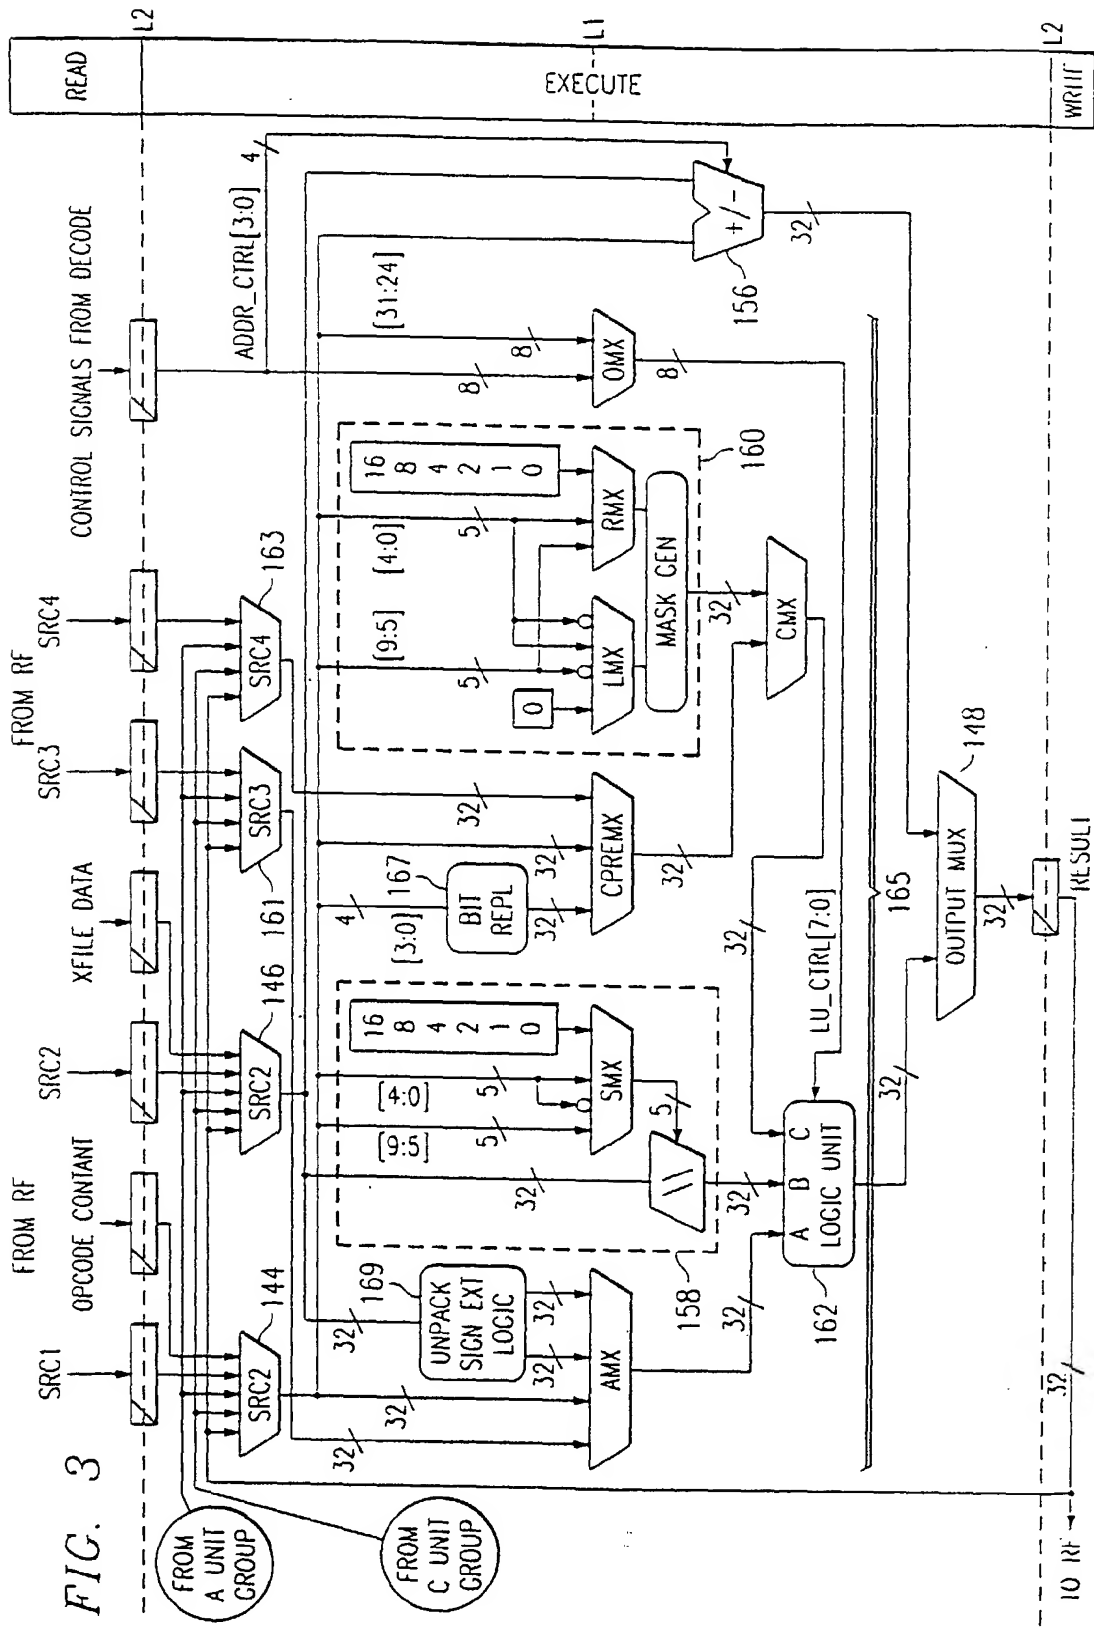 FIG. 3
FROM RF
FROM RF
SRC1
OPCODE CONTANT
SRC2
XFILE DATA
SRC3
SRC4
CONTROL SIGNALS FROM DECODE
READ
L2
FROM
A UNIT
GROUP
FROM
C UNIT
GROUP
SRC2
144
SRC2
146
SRC3
161
SRC4
163
ADDR_CTRL[3:0]
4
32
169
UNPACK
SIGN EXT
LOGIC
32
32
32
32
AMX
[9:5]
[4:0]
5
5
16
8
4
2
1
0
SMX
5
32
\\
32
158
4
[3:0]
167
BIT
REPL
32
32
32
CPREMX
32
[9:5]
[4:0]
5
5
0
16
8
4
2
1
0
LMX
RMX
MASK GEN
160
32
CMX
[31:24]
8
8
OMX
8
+/-
156
32
EXECUTE
L1
32
32
LU_CTRL[7:0]
A
B
C
LOGIC UNIT
162
165
32
OUTPUT MUX
148
32
RESULT
32
TO RF
L2
WRITE